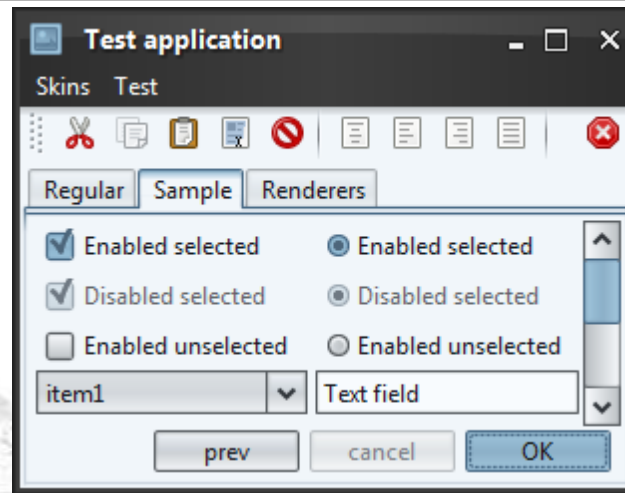 Test application
Skins Test
Regular Sample Renderers
Enabled selected Enabled selected
Disabled selected Disabled selected
Enabled unselected Enabled unselected
item1 Text field
prev cancel OK